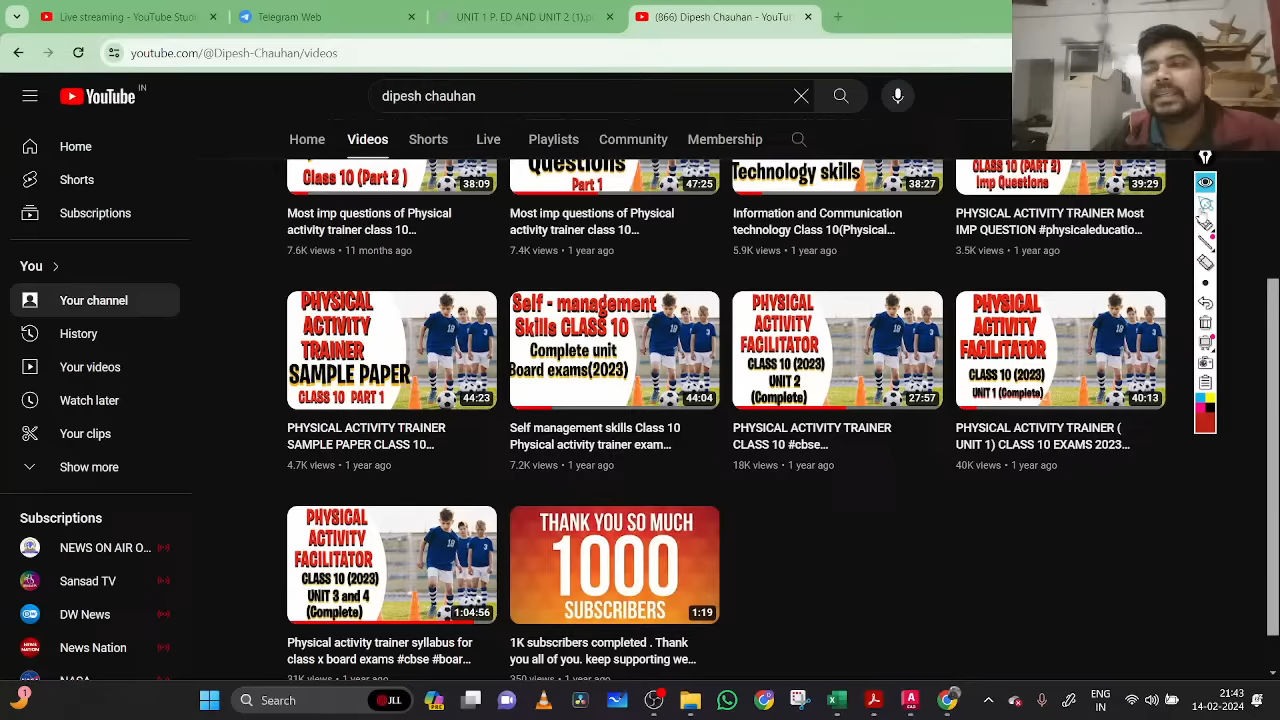 Elevating Learning - YouTube Studio
Telegram Web
UNIT 1 P. ED AND UNIT 2 (1).p
(866) Dipesh Chauhan - YouTu
youtube.com/@Dipesh-Chauhan/videos
YouTube IN
dipesh chauhan
Home Videos Shorts Live Playlists Community Membership
Home
Shorts
Subscriptions
You
Your channel
History
Your Videos
Watch later
Your clips
Show more
Subscriptions
NEWS ON AIR O...
Sansad TV
DW News
News Nation
Class 10 (Part 2 )
38:09
Most imp questions of Physical
activity trainer class 10...
7.6K views • 11 months ago
Questions
Part 1
47:25
Most imp questions of Physical
activity trainer class 10...
7.4K views • 1 year ago
Technology skills
38:27
Information and Communication
technology Class 10(Physical...
5.9K views • 1 year ago
CLASS 10 (PART 2)
Imp Questions
39:29
PHYSICAL ACTIVITY TRAINER Most
IMP QUESTION #physicaleducatio...
3.5K views • 1 year ago
PHYSICAL
ACTIVITY
TRAINER
SAMPLE PAPER
CLASS 10 PART 1
44:23
PHYSICAL ACTIVITY TRAINER
SAMPLE PAPER CLASS 10...
4.7K views • 1 year ago
Self - management
Skills CLASS 10
Complete unit
Board exams(2023)
44:04
Self management skills Class 10
Physical activity trainer exam...
7.2K views • 1 year ago
PHYSICAL
ACTIVITY
FACILITATOR
CLASS 10 (2023)
UNIT 2
(Complete)
27:57
PHYSICAL ACTIVITY TRAINER
CLASS 10 #cbse...
18K views • 1 year ago
PHYSICAL
ACTIVITY
FACILITATOR
CLASS 10 (2023)
UNIT 1 (Complete)
40:13
PHYSICAL ACTIVITY TRAINER (
UNIT 1) CLASS 10 EXAMS 2023...
40K views • 1 year ago
PHYSICAL
ACTIVITY
FACILITATOR
CLASS 10 (2023)
UNIT 3 and 4
(Complete)
1:04:56
Physical activity trainer syllabus for
class x board exams #cbse #boar...
31K views • 1 year ago
THANK YOU SO MUCH
1000
SUBSCRIBERS
1:19
1K subscribers completed . Thank
you all of you. keep supporting we...
350 views • 1 year ago
Search
JLL
ENG
IN
21:43
14-02-2024